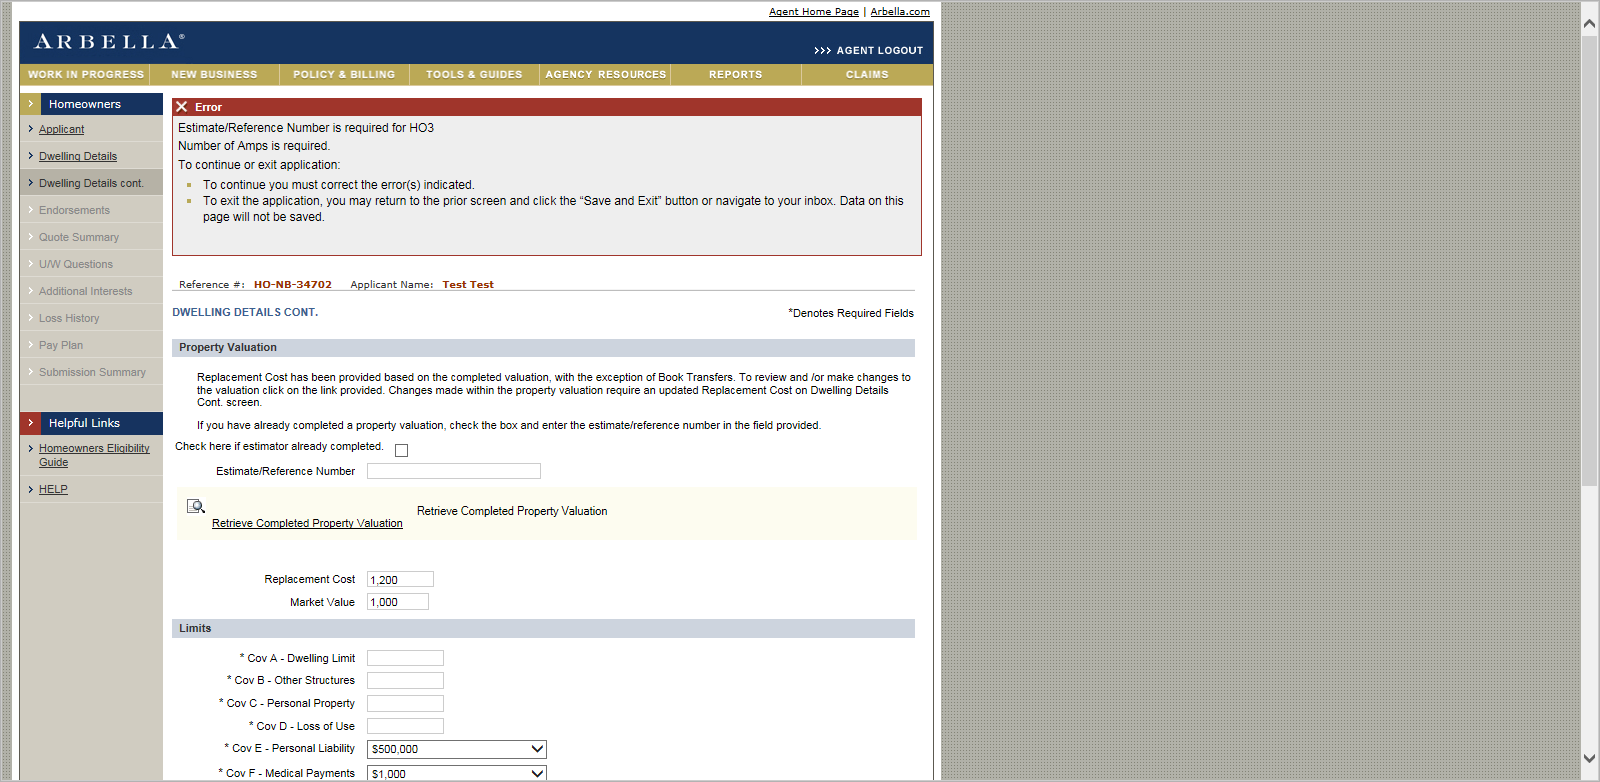 Agent Home Page | Arbella.com
ARBELLA®
>>> AGENT LOGOUT
WORK IN PROGRESS NEW BUSINESS POLICY & BILLING TOOLS & GUIDES AGENCY RESOURCES REPORTS CLAIMS
Homeowners
Applicant
Dwelling Details
Dwelling Details cont.
Endorsements
Quote Summary
U/W Questions
Additional Interests
Loss History
Pay Plan
Submission Summary
Helpful Links
Homeowners Eligibility
Guide
HELP
Error
Estimate/Reference Number is required for HO3
Number of Amps is required.
To continue or exit application:
To continue you must correct the error(s) indicated.
To exit the application, you may return to the prior screen and click the “Save and Exit” button or navigate to your inbox. Data on this
page will not be saved.
Reference #: HO-NB-34702 Applicant Name: Test Test
DWELLING DETAILS CONT.
*Denotes Required Fields
Property Valuation
Replacement Cost has been provided based on the completed valuation, with the exception of Book Transfers. To review and /or make changes to
the valuation click on the link provided. Changes made within the property valuation require an updated Replacement Cost on Dwelling Details
Cont. screen.
If you have already completed a property valuation, check the box and enter the estimate/reference number in the field provided.
Check here if estimator already completed.
Estimate/Reference Number
Retrieve Completed Property Valuation
Retrieve Completed Property Valuation
Replacement Cost 1,200
Market Value 1,000
Limits
* Cov A - Dwelling Limit
* Cov B - Other Structures
* Cov C - Personal Property
* Cov D - Loss of Use
* Cov E - Personal Liability $500,000
* Cov F - Medical Payments $1,000